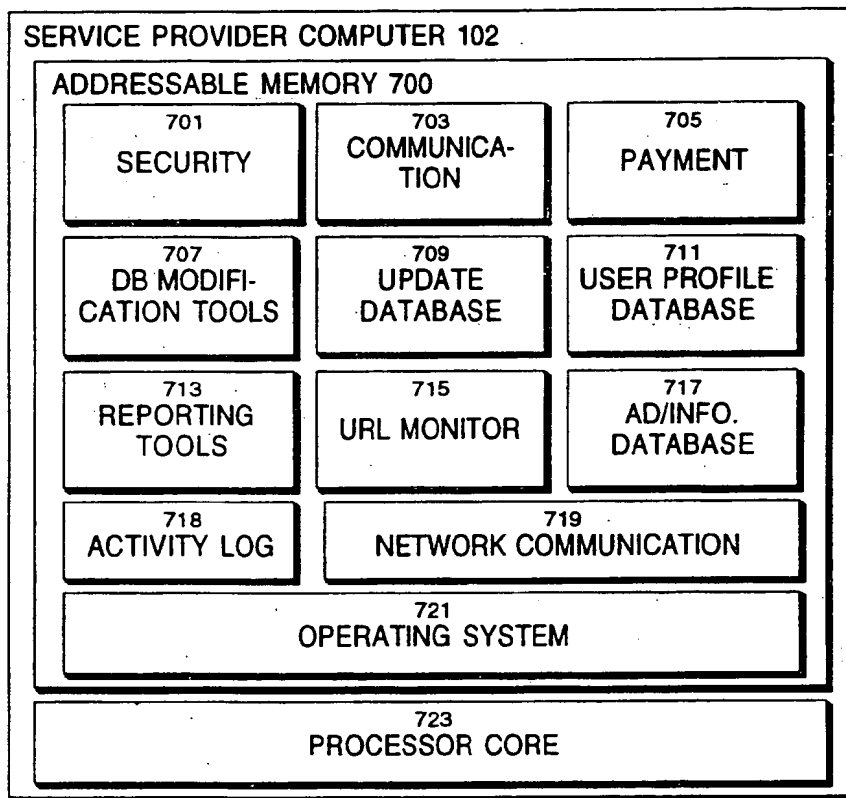 SERVICE PROVIDER COMPUTER 102
ADDRESSABLE MEMORY 700
701
SECURITY
703
COMMUNICA-
TION
705
PAYMENT
707
DB MODIFI-
CATION TOOLS
709
UPDATE
DATABASE
711
USER PROFILE
DATABASE
713
REPORTING
TOOLS
715
URL MONITOR
717
AD/INFO.
DATABASE
718
ACTIVITY LOG
719
NETWORK COMMUNICATION
721
OPERATING SYSTEM
723
PROCESSOR CORE